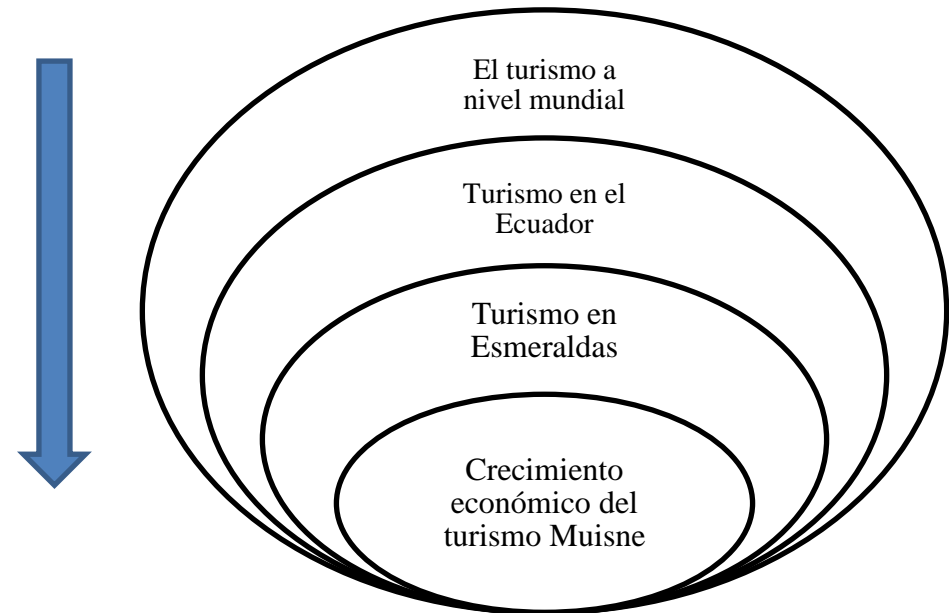 El turismo a
nivel mundial
Turismo en el
Ecuador
Turismo en
Esmeraldas
Crecimiento
económico del
turismo Muisne